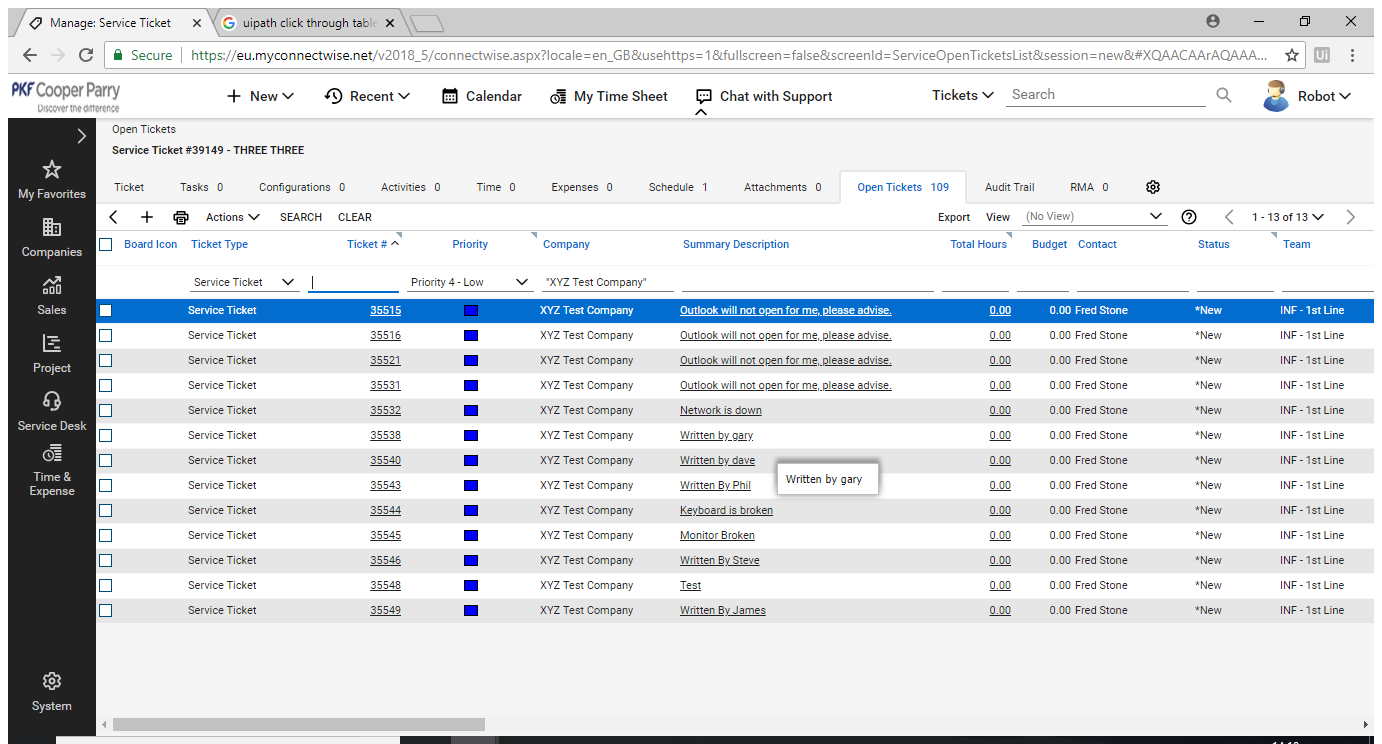 Manage: Service Ticket
uipath click through table
Secure
https://eu.myconnectwise.net/v2018_5/connectwise.aspx?locale=en_GB&usehttps=1&fullscreen=false&screenId=ServiceOpenTicketsList&session=new&#XQAACAArAQAAA...
PKF Cooper Parry
Discover the difference
New Recent Calendar My Time Sheet Chat with Support Tickets Search Robot
Open Tickets
Service Ticket #39149 - THREE THREE
Ticket Tasks 0 Configurations 0 Activities 0 Time 0 Expenses 0 Schedule 1 Attachments 0 Open Tickets 109 Audit Trail RMA 0
Actions SEARCH CLEAR Export View (No View) 1 - 13 of 13
Board Icon Ticket Type Ticket # Priority Company Summary Description Total Hours Budget Contact Status Team
Service Ticket Priority 4 - Low "XYZ Test Company"
Service Ticket 35515 XYZ Test Company Outlook will not open for me, please advise. 0.00 0.00 Fred Stone *New INF - 1st Line
Service Ticket 35516 XYZ Test Company Outlook will not open for me, please advise. 0.00 0.00 Fred Stone *New INF - 1st Line
Service Ticket 35521 XYZ Test Company Outlook will not open for me, please advise. 0.00 0.00 Fred Stone *New INF - 1st Line
Service Ticket 35531 XYZ Test Company Outlook will not open for me, please advise. 0.00 0.00 Fred Stone *New INF - 1st Line
Service Ticket 35532 XYZ Test Company Network is down 0.00 0.00 Fred Stone *New INF - 1st Line
Service Ticket 35538 XYZ Test Company Written by gary 0.00 0.00 Fred Stone *New INF - 1st Line
Service Ticket 35540 XYZ Test Company Written by dave 0.00 0.00 Fred Stone *New INF - 1st Line
Written by gary
Service Ticket 35543 XYZ Test Company Written By Phil 0.00 0.00 Fred Stone *New INF - 1st Line
Service Ticket 35544 XYZ Test Company Keyboard is broken 0.00 0.00 Fred Stone *New INF - 1st Line
Service Ticket 35545 XYZ Test Company Monitor Broken 0.00 0.00 Fred Stone *New INF - 1st Line
Service Ticket 35546 XYZ Test Company Written By Steve 0.00 0.00 Fred Stone *New INF - 1st Line
Service Ticket 35548 XYZ Test Company Test 0.00 0.00 Fred Stone *New INF - 1st Line
Service Ticket 35549 XYZ Test Company Written By James 0.00 0.00 Fred Stone *New INF - 1st Line
My Favorites
Companies
Sales
Project
Service Desk
Time &
Expense
System